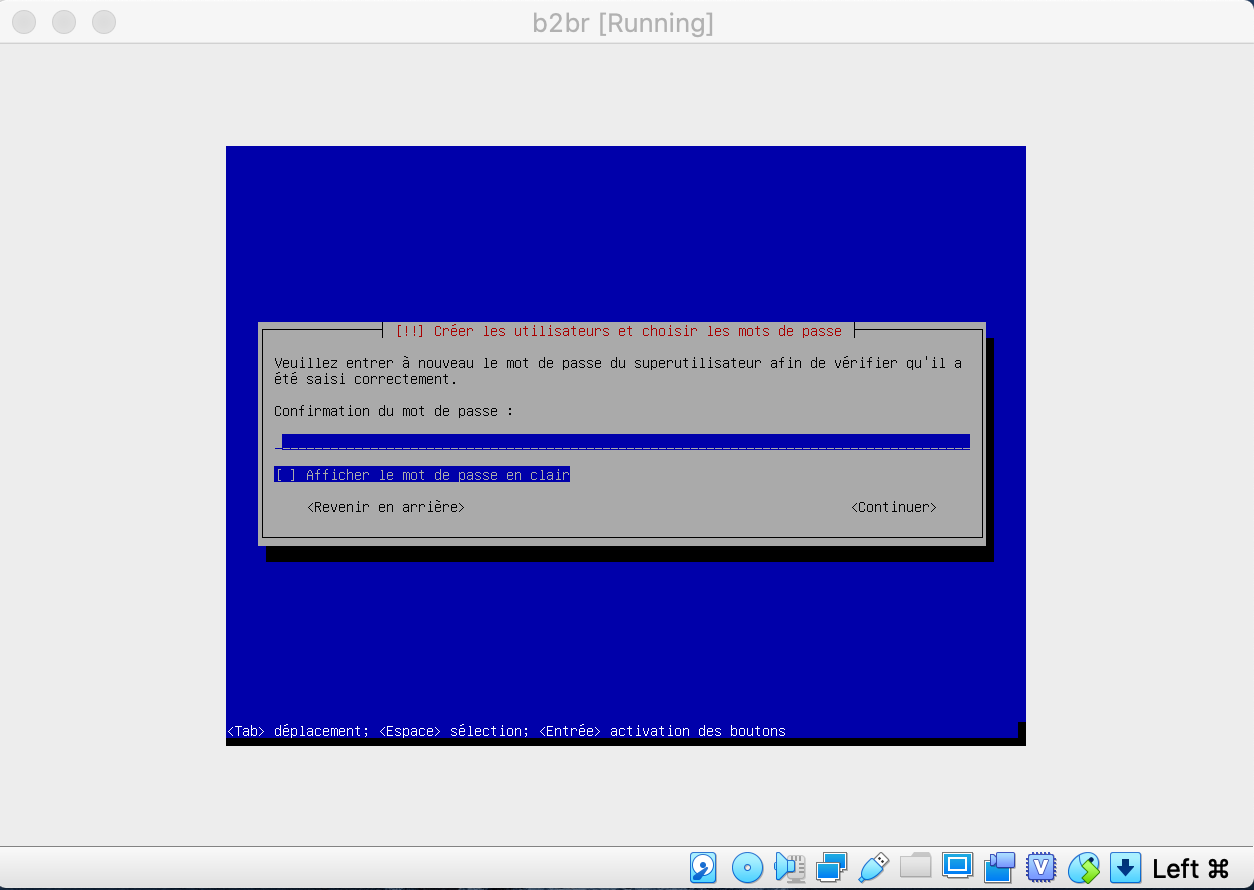 b2br [Running]
[!!] Créer les utilisateurs et choisir les mots de passe
Veuillez entrer à nouveau le mot de passe du superutilisateur afin de vérifier qu'il a
été saisi correctement.
Confirmation du mot de passe :
[ ] Afficher le mot de passe en clair
<Revenir en arrière> <Continuer>
<Tab> déplacement; <Espace> sélection; <Entrée> activation des boutons
V
Left ⌘